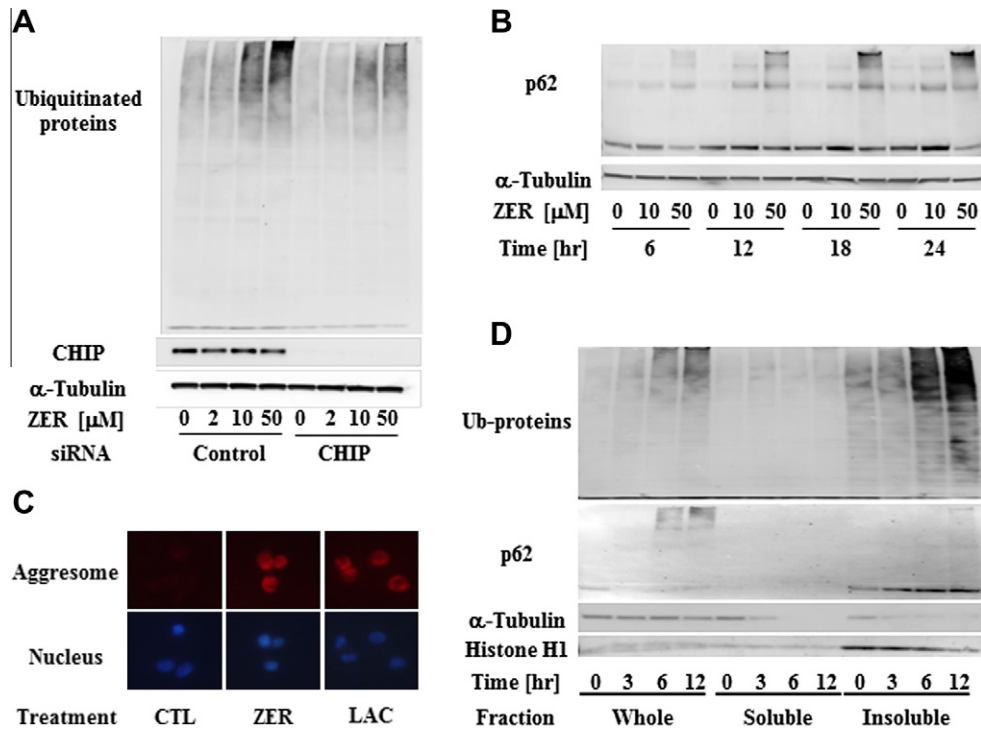 A
Ubiquitinated
proteins
CHIP
α-Tubulin
ZER [μM] 0 2 10 50 0 2 10 50
siRNA Control CHIP
B
p62
α-Tubulin
ZER [μM] 0 10 50 0 10 50 0 10 50 0 10 50
Time [hr] 6 12 18 24
C
Aggresome
Nucleus
Treatment CTL ZER LAC
D
Ub-proteins
p62
α-Tubulin
Histone H1
Time [hr] 0 3 6 12 0 3 6 12 0 3 6 12
Fraction Whole Soluble Insoluble